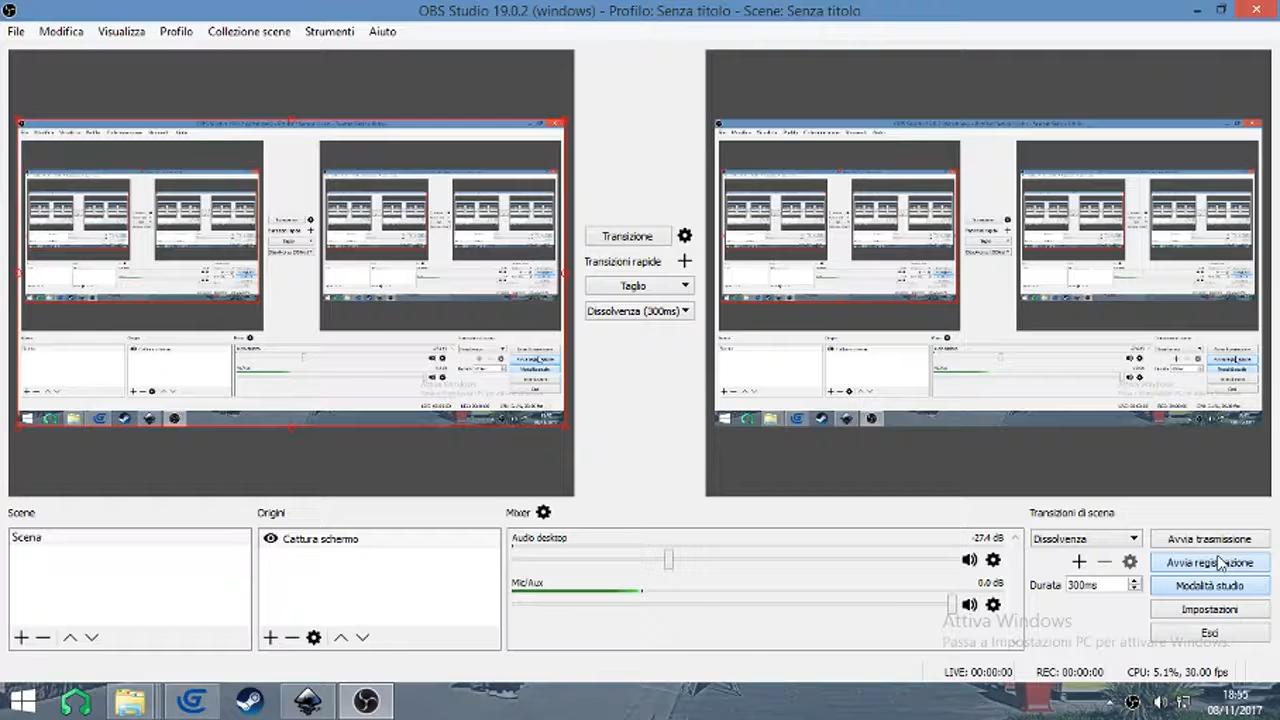 OBS Studio 19.0.2 (windows) - Profilo: Senza titolo - Scene: Senza titolo
File Modifica Visualizza Profilo Collezione scene Strumenti Aiuto
Transizione
Transizioni rapide
Taglio
Dissolvenza (300ms)
Scene
Origini
Mixer
Transizioni di scena
Scena
Cattura schermo
Audio desktop -27.4 dB
Mic/Aux 0.0 dB
Dissolvenza
Durata 300ms
Avvia trasmissione
Avvia registrazione
Modalità studio
Impostazioni
Esci
Attiva Windows
Passa a Impostazioni PC per attivare Windows.
LIVE: 00:00:00 REC: 00:00:00 CPU: 5.1%, 30.00 fps
18:55
08/11/2017